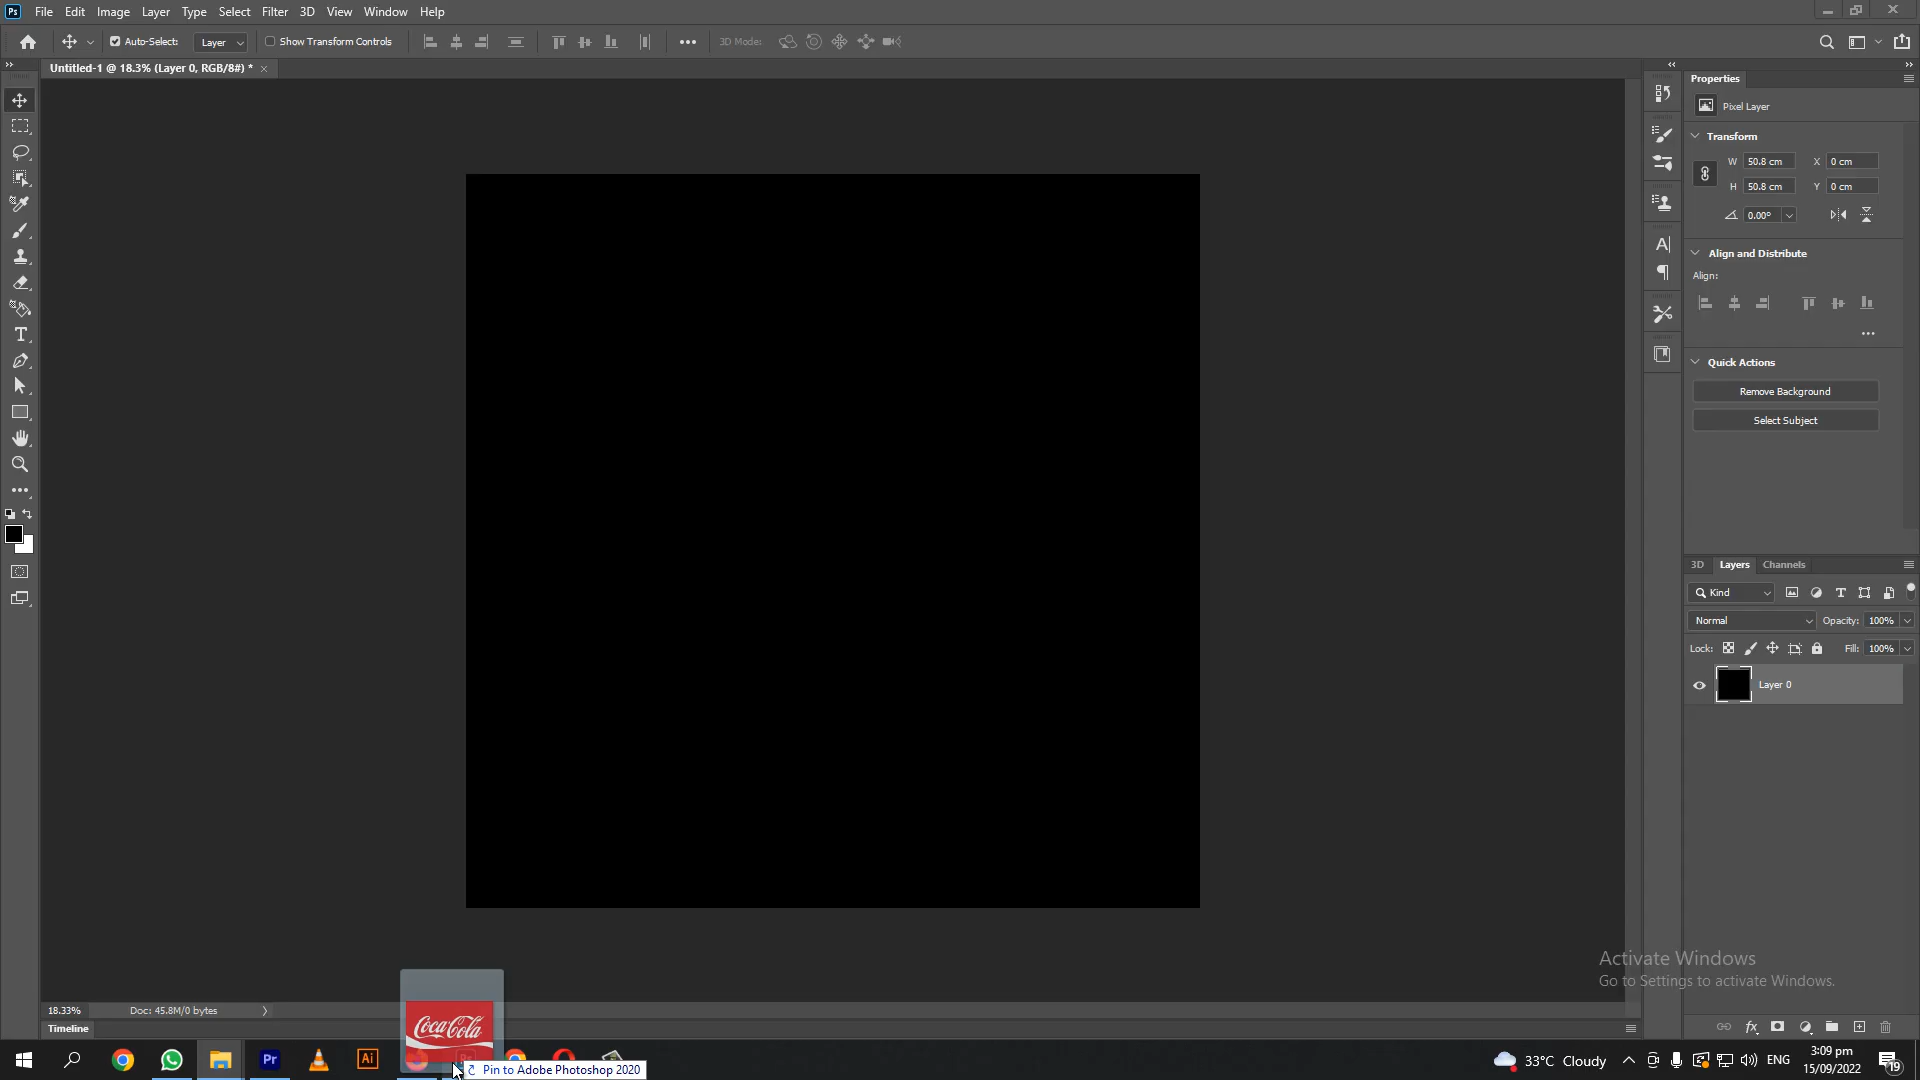 Ps File Edit Image Layer Type Select Filter 3D View Window Help
Auto-Select: Layer Show Transform Controls 3D Mode:
Untitled-1 @ 18.3% (Layer 0, RGB/8#) *
Properties
Pixel Layer
Transform
W 50.8 cm X 0 cm
H 50.8 cm Y 0 cm
0.00°
Align and Distribute
Align:
Quick Actions
Remove Background
Select Subject
3D Layers Channels
Kind
Normal Opacity: 100%
Lock: Fill: 100%
Layer 0
Activate Windows
Go to Settings to activate Windows.
18.33% Doc: 45.8M/0 bytes
Timeline
Coca-Cola
Pin to Adobe Photoshop 2020
Pr Ai
33°C Cloudy ENG
3:09 pm
15/09/2022
19